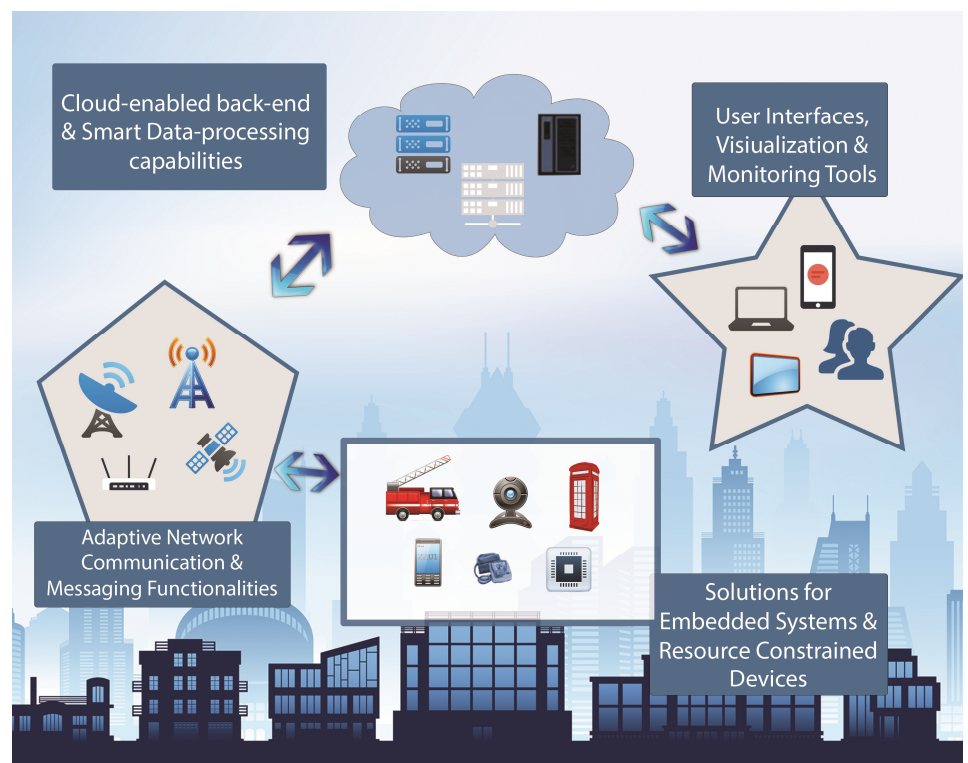 Cloud-enabled back-end
& Smart Data-processing
capabilities
User Interfaces,
Visiualization &
Monitoring Tools
Adaptive Network
Communication &
Messaging Functionalities
Solutions for
Embedded Systems &
Resource Constrained
Devices